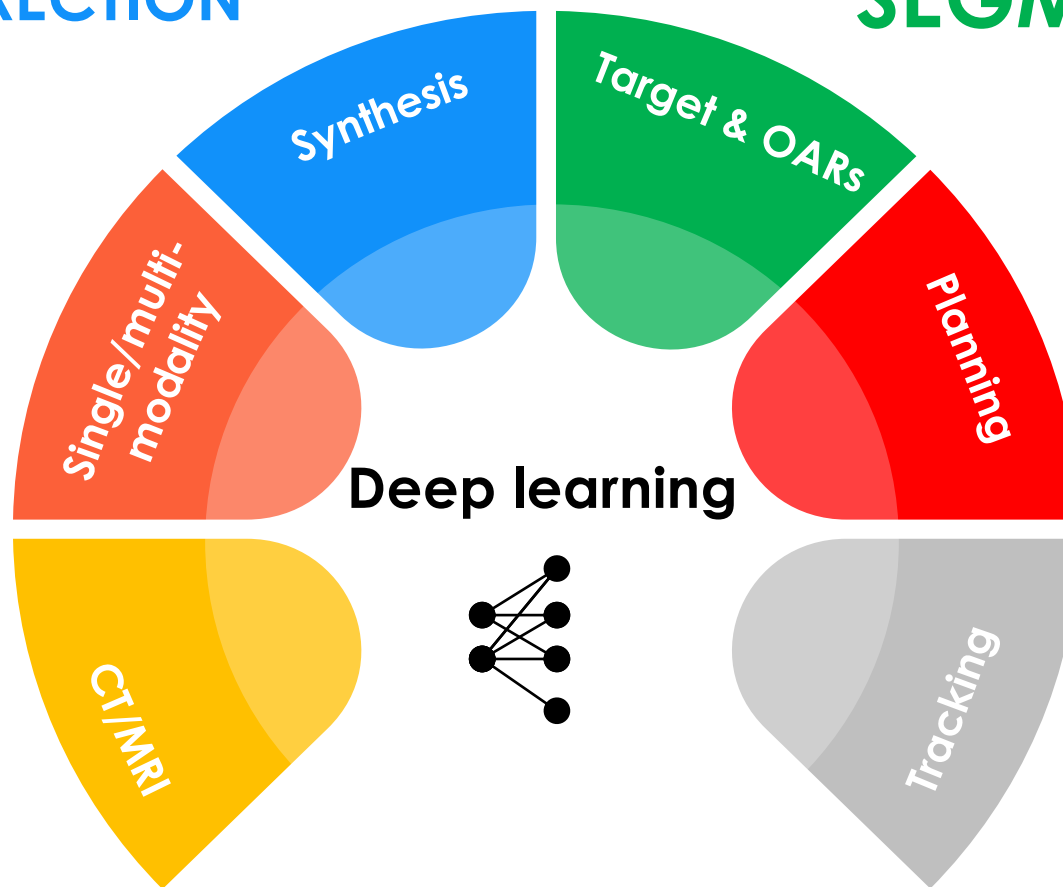 Synthesis
Target & OARs
Single/multi-
modality
Planning
Deep learning
CT/MRI
Tracking